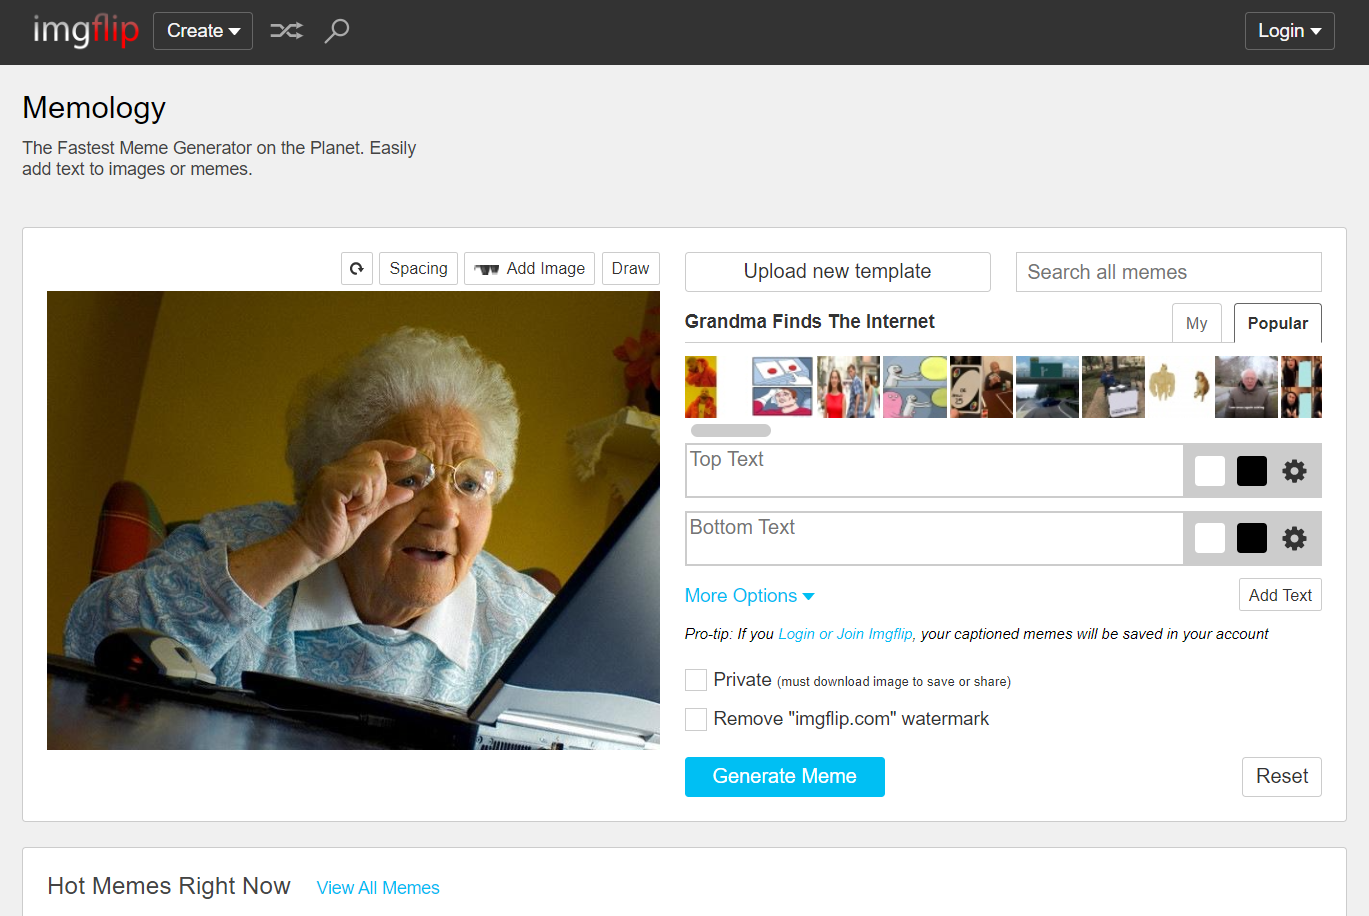 imgflip
Create
Login
Memology
The Fastest Meme Generator on the Planet. Easily
add text to images or memes.
Spacing
Add Image
Draw
Upload new template
Search all memes
Grandma Finds The Internet
My
Popular
Top Text
Bottom Text
More Options
Add Text
Pro-tip: If you Login or Join Imgflip, your captioned memes will be saved in your account
Private (must download image to save or share)
Remove "imgflip.com" watermark
Generate Meme
Reset
Hot Memes Right Now
View All Memes